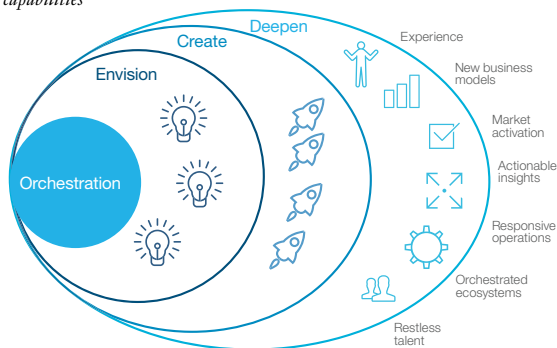 capabilities
Deepen
Create
Envision
Orchestration
Experience
New business
models
Market
activation
Actionable
insights
Responsive
operations
Orchestrated
ecosystems
Restless
talent